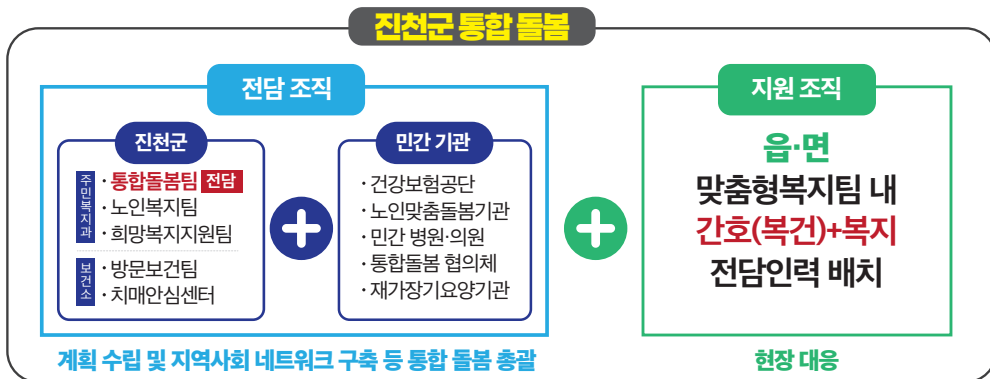 진천군 통합 돌봄
전담 조직
진천군
주민복지과
· 통합돌봄팀 전담
· 노인복지팀
· 희망복지지원팀
보건소
· 방문보건팀
· 치매안심센터
민간 기관
· 건강보험공단
· 노인맞춤돌봄기관
· 민간 병원·의원
· 통합돌봄 협의체
· 재가장기요양기관
계획 수립 및 지역사회 네트워크 구축 등 통합 돌봄 총괄
지원 조직
읍·면
맞춤형복지팀 내
간호(복건)+복지
전담인력 배치
현장 대응